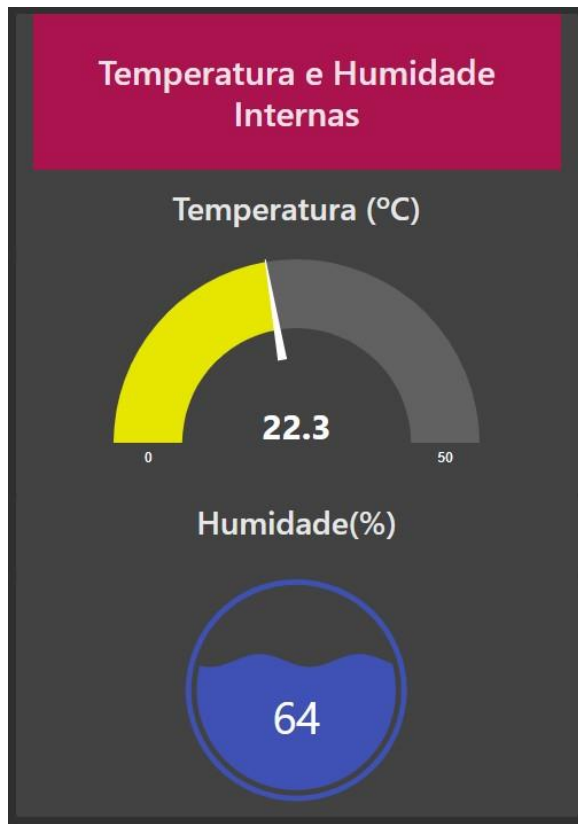 Temperatura e Humidade
Internas
Temperatura (ºC)
22.3
0
50
Humidade(%)
64